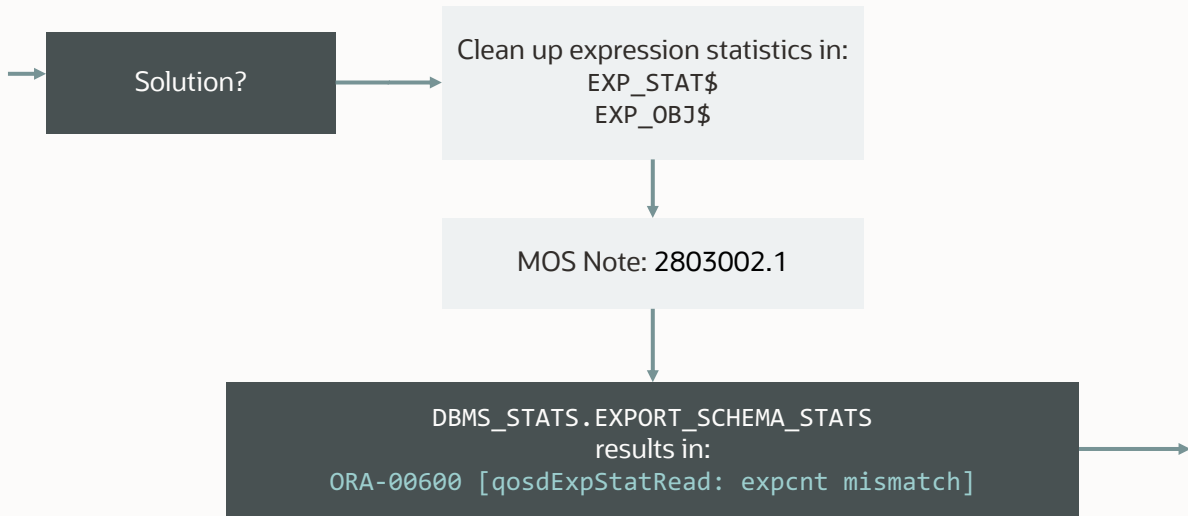 Solution?
Clean up expression statistics in:
EXP_STAT$
EXP_OBJ$
MOS Note: 2803002.1
DBMS_STATS.EXPORT_SCHEMA_STATS
results in:
ORA-00600 [qosdExpStatRead: expcnt mismatch]